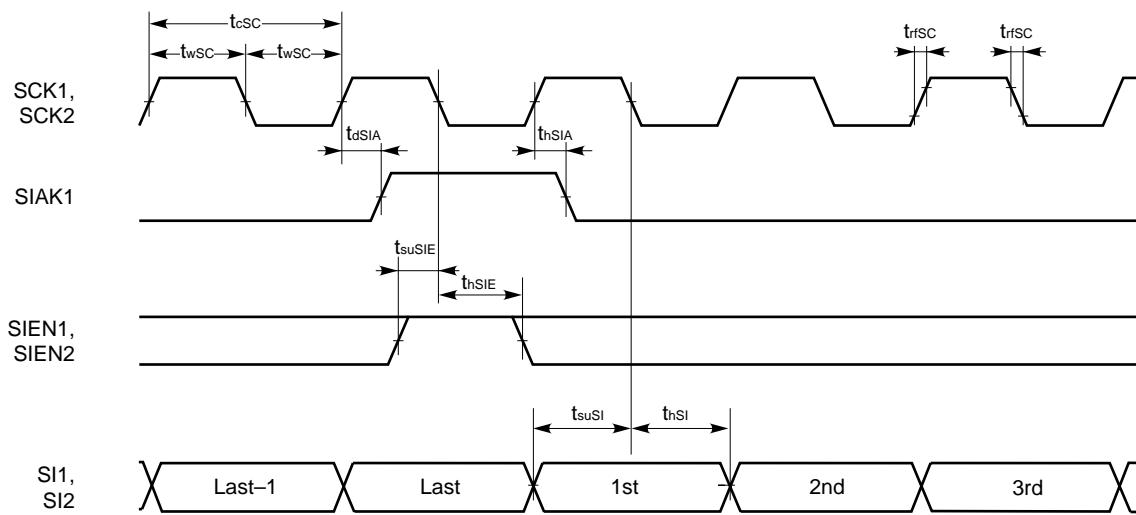 tcSC
twSC twSC
trfSC trfSC
SCK1,
SCK2
tdSIA thSIA
SIAK1
tsuSIE
thSIE
SIEN1,
SIEN2
tsuSI thSI
SI1,
SI2
Last–1 Last 1st 2nd 3rd